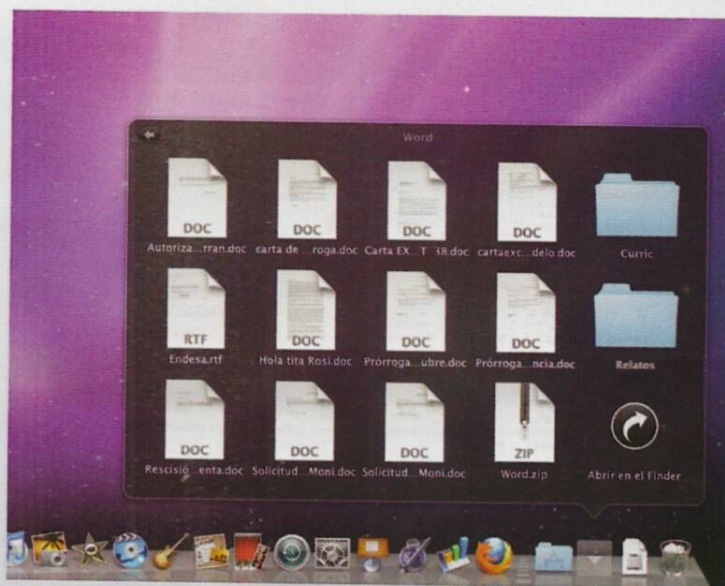 Word
DOC DOC DOC DOC
Autoriza...rran.doc carta de ...roga.doc Carta EX...T 38.doc cartaexc...delo.doc Curric
RTF DOC DOC DOC
Endesa.rtf Hola tita Rosi.doc Prórroga...ubre.doc Prórroga...ncia.doc Relatos
DOC DOC DOC ZIP
Rescisió...enta.doc Solicitud...Moni.doc Solicitud...Moni.doc Word.zip Abrir en el Finder